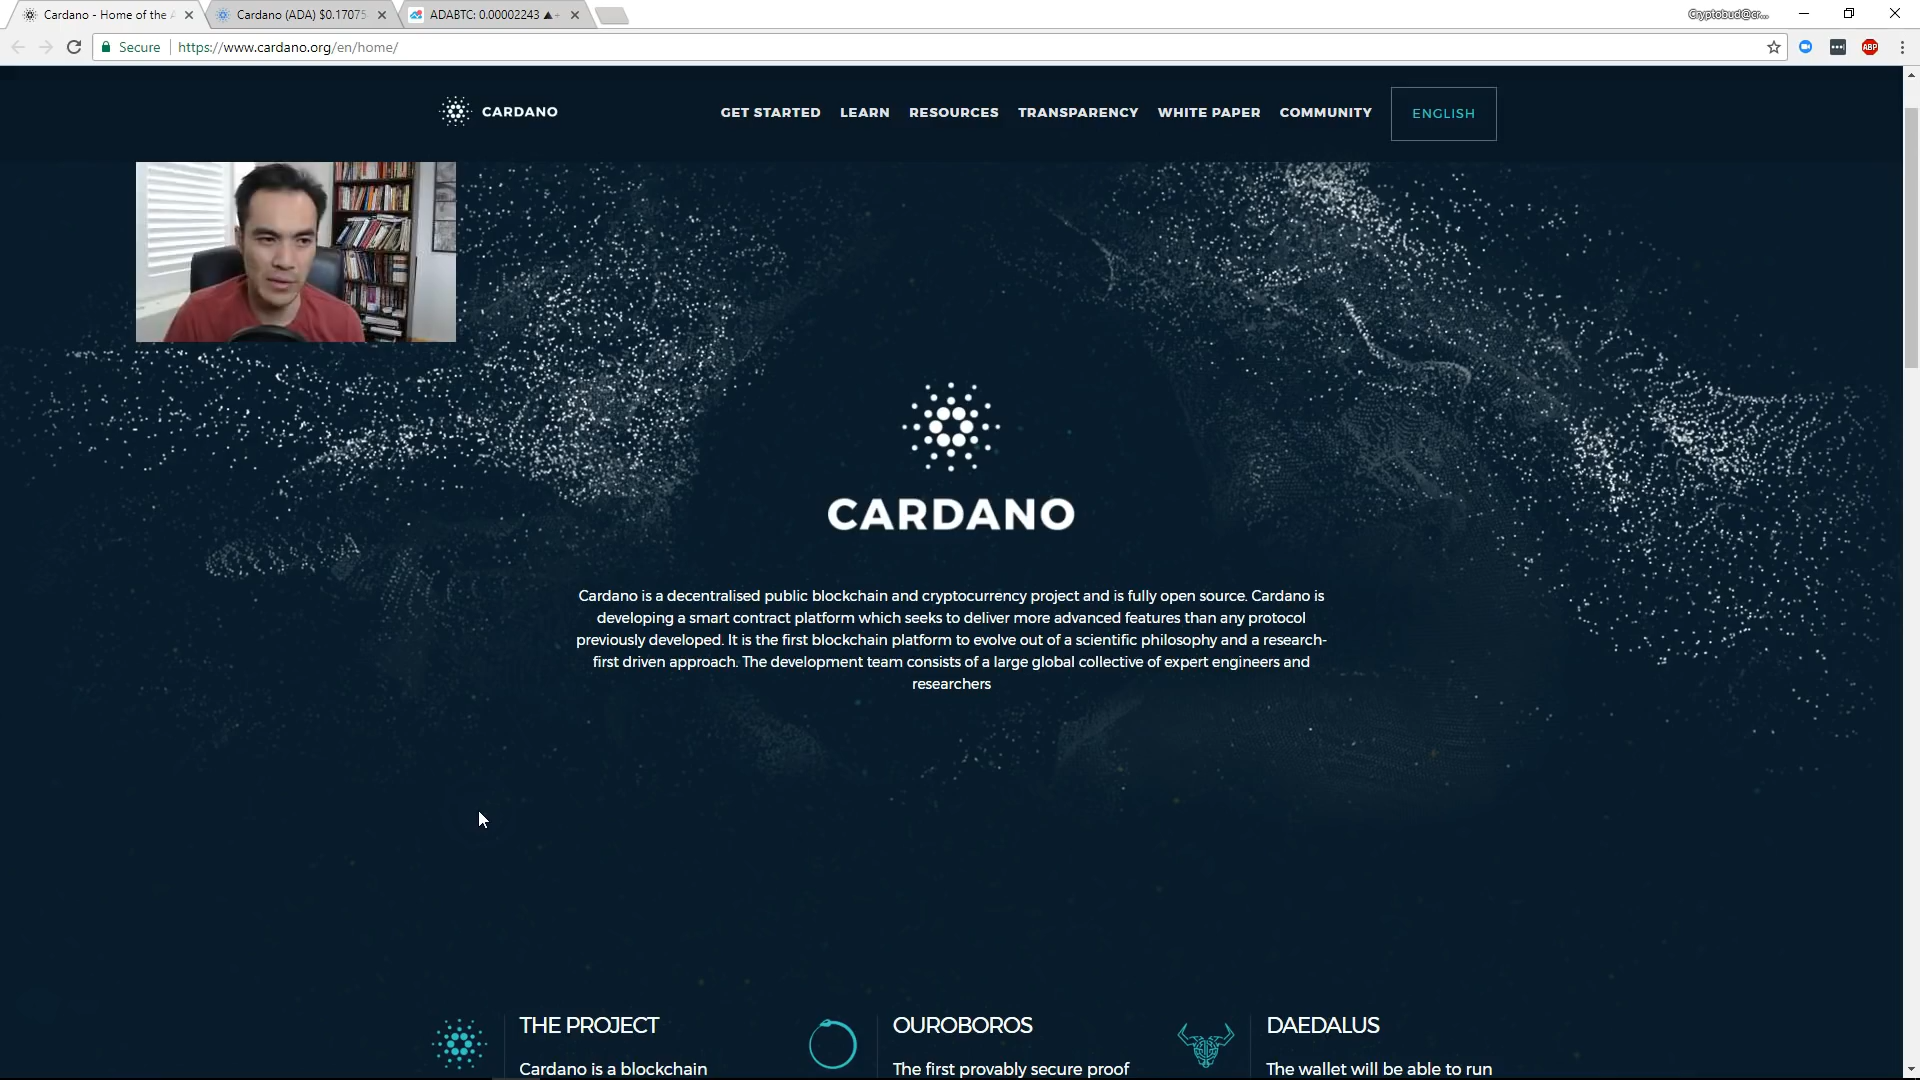 Cardano - Home of the A
Cardano (ADA) $0.17075
ADABTC: 0.00002243 ▲
Cryptobud@cr...
Secure
https://www.cardano.org/en/home/
ABP
CARDANO
GET STARTED
LEARN
RESOURCES
TRANSPARENCY
WHITE PAPER
COMMUNITY
ENGLISH
CARDANO
Cardano is a decentralised public blockchain and cryptocurrency project and is fully open source. Cardano is
developing a smart contract platform which seeks to deliver more advanced features than any protocol
previously developed. It is the first blockchain platform to evolve out of a scientific philosophy and a research-
first driven approach. The development team consists of a large global collective of expert engineers and
researchers
THE PROJECT
Cardano is a blockchain
OUROBOROS
The first provably secure proof
DAEDALUS
The wallet will be able to run